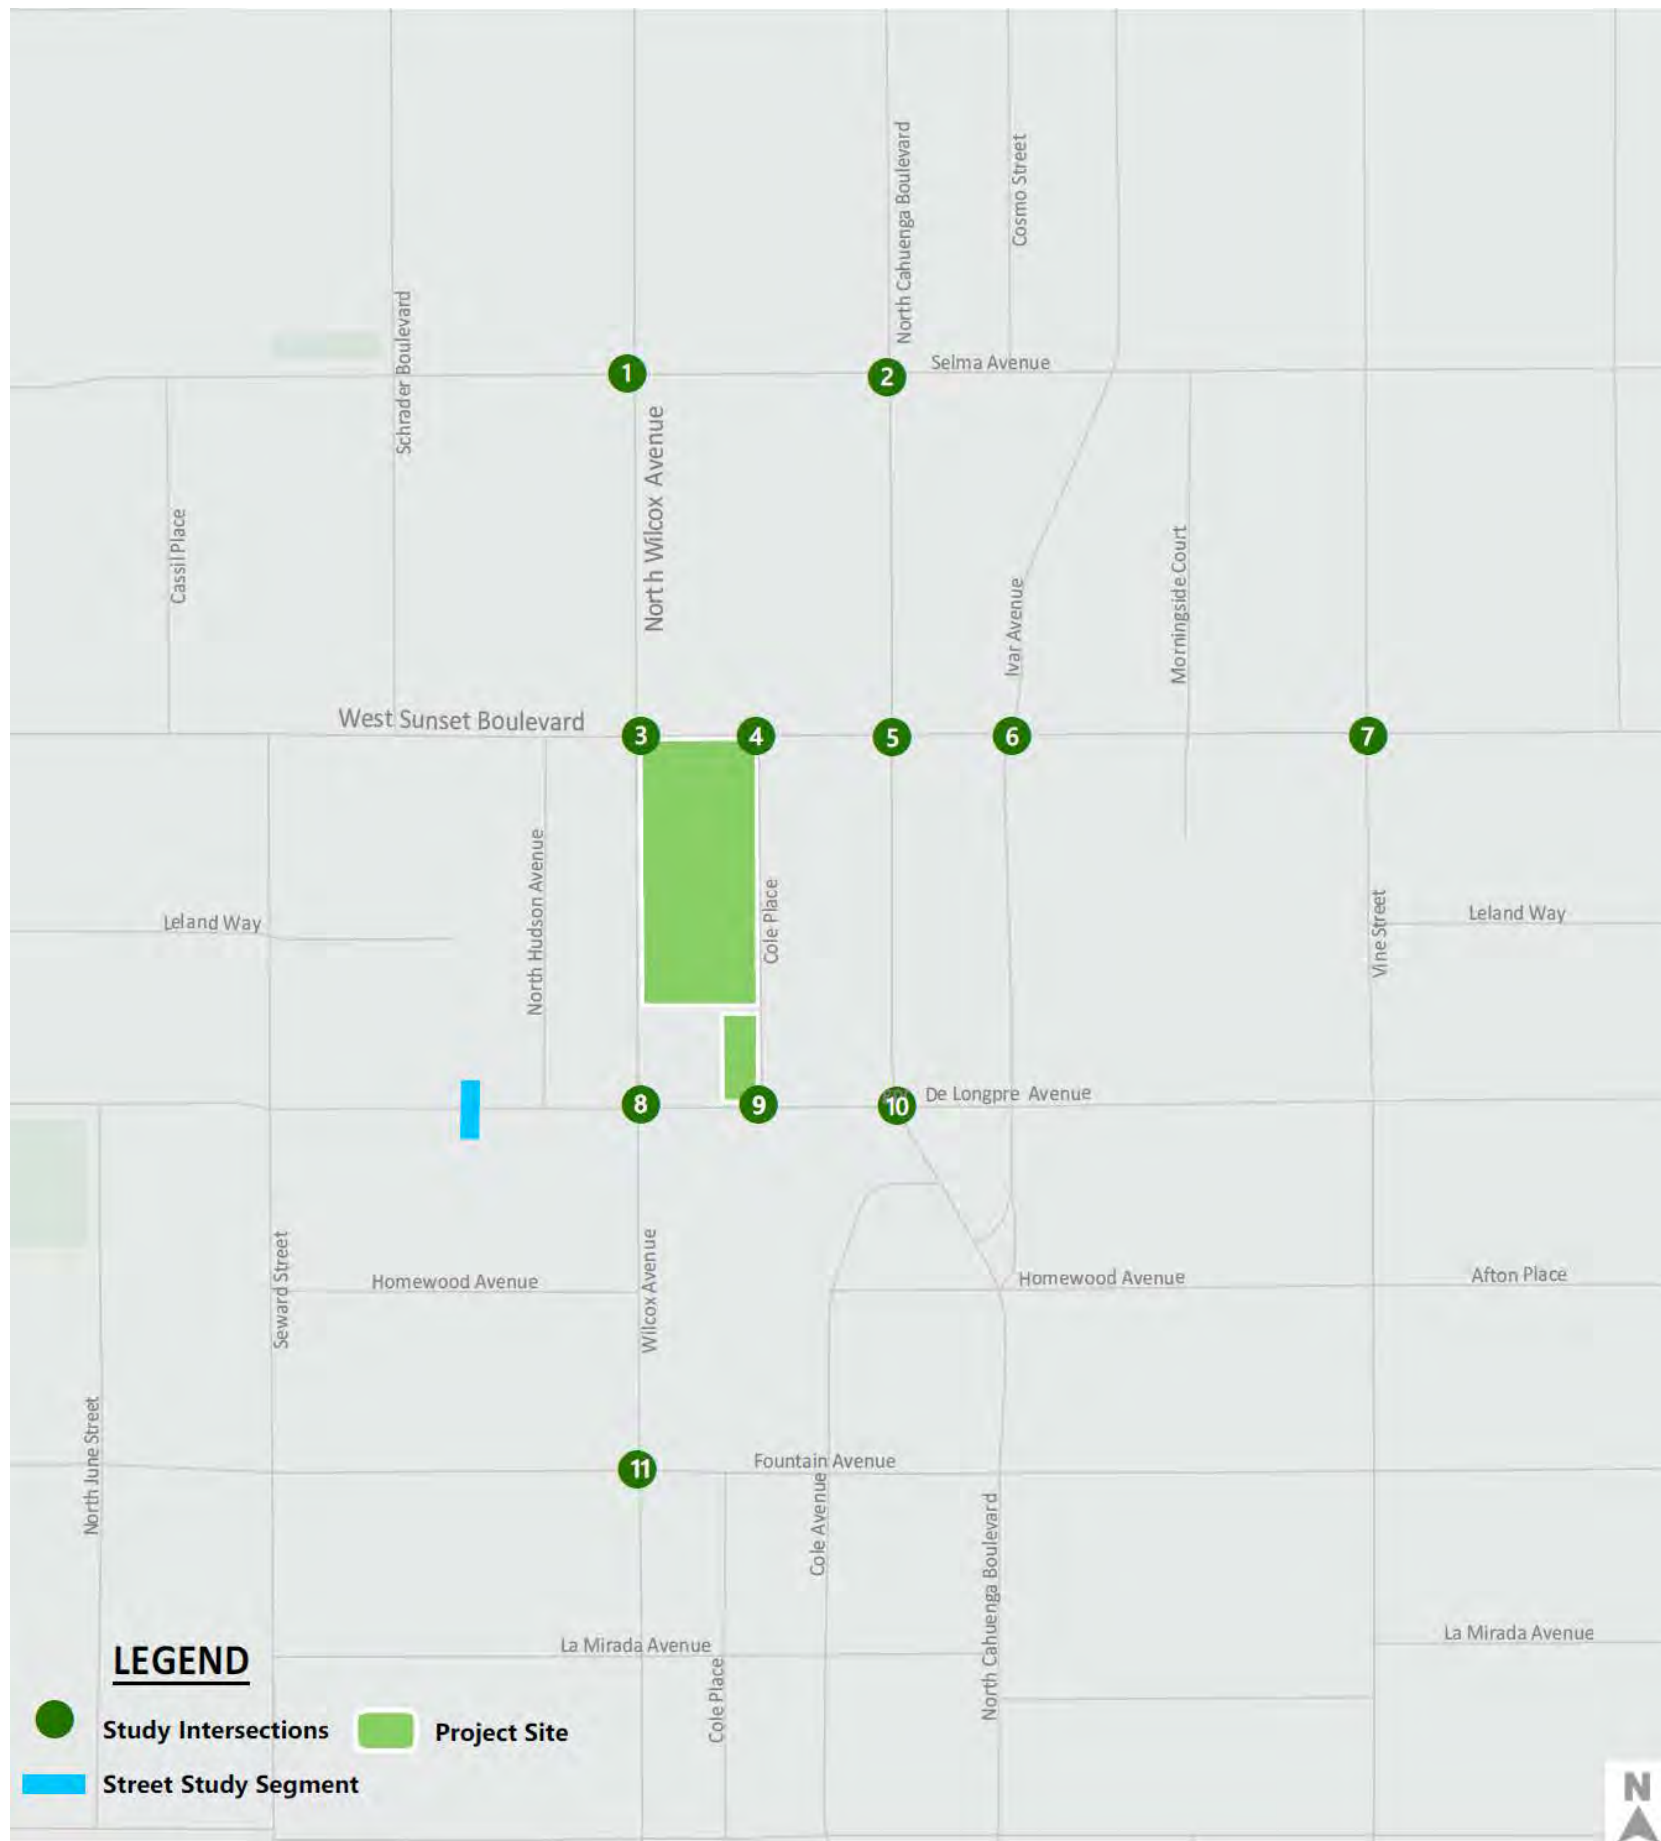 North Cahuenga Boulevard
Cosmo Street
Schrader Boulevard
1
2
Selma Avenue
North Wilcox Avenue
Cassil Place
Morningside Court
Ivar Avenue
West Sunset Boulevard
3
4
5
6
7
North Hudson Avenue
Cole Place
Vine Street
Leland Way
Leland Way
8
9
10
De Longpre Avenue
Seward Street
Wilcox Avenue
Homewood Avenue
Homewood Avenue
Afton Place
North June Street
11
Fountain Avenue
Cole Avenue
North Cahuenga Boulevard
La Mirada Avenue
La Mirada Avenue
Cole Place
LEGEND
Study Intersections
Project Site
Street Study Segment
N